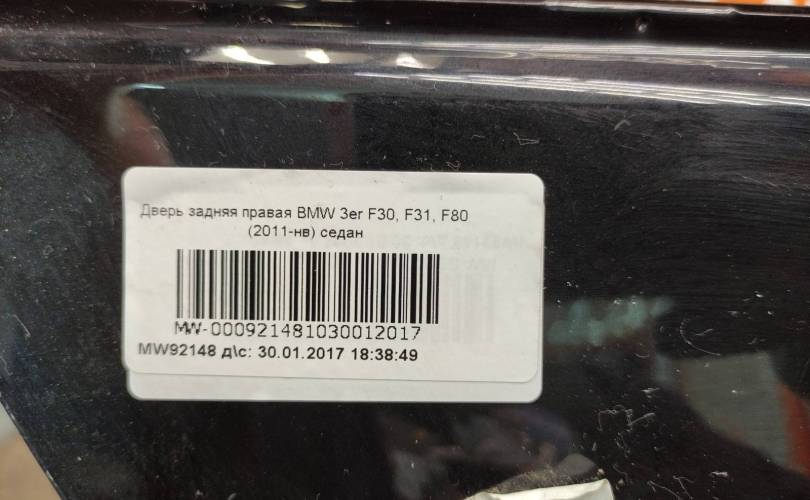 Дверь задняя правая BMW 3er F30, F31, F80
(2011-нв) седан
MW-000921481030012017
MW92148 д\с: 30.01.2017 18:38:49